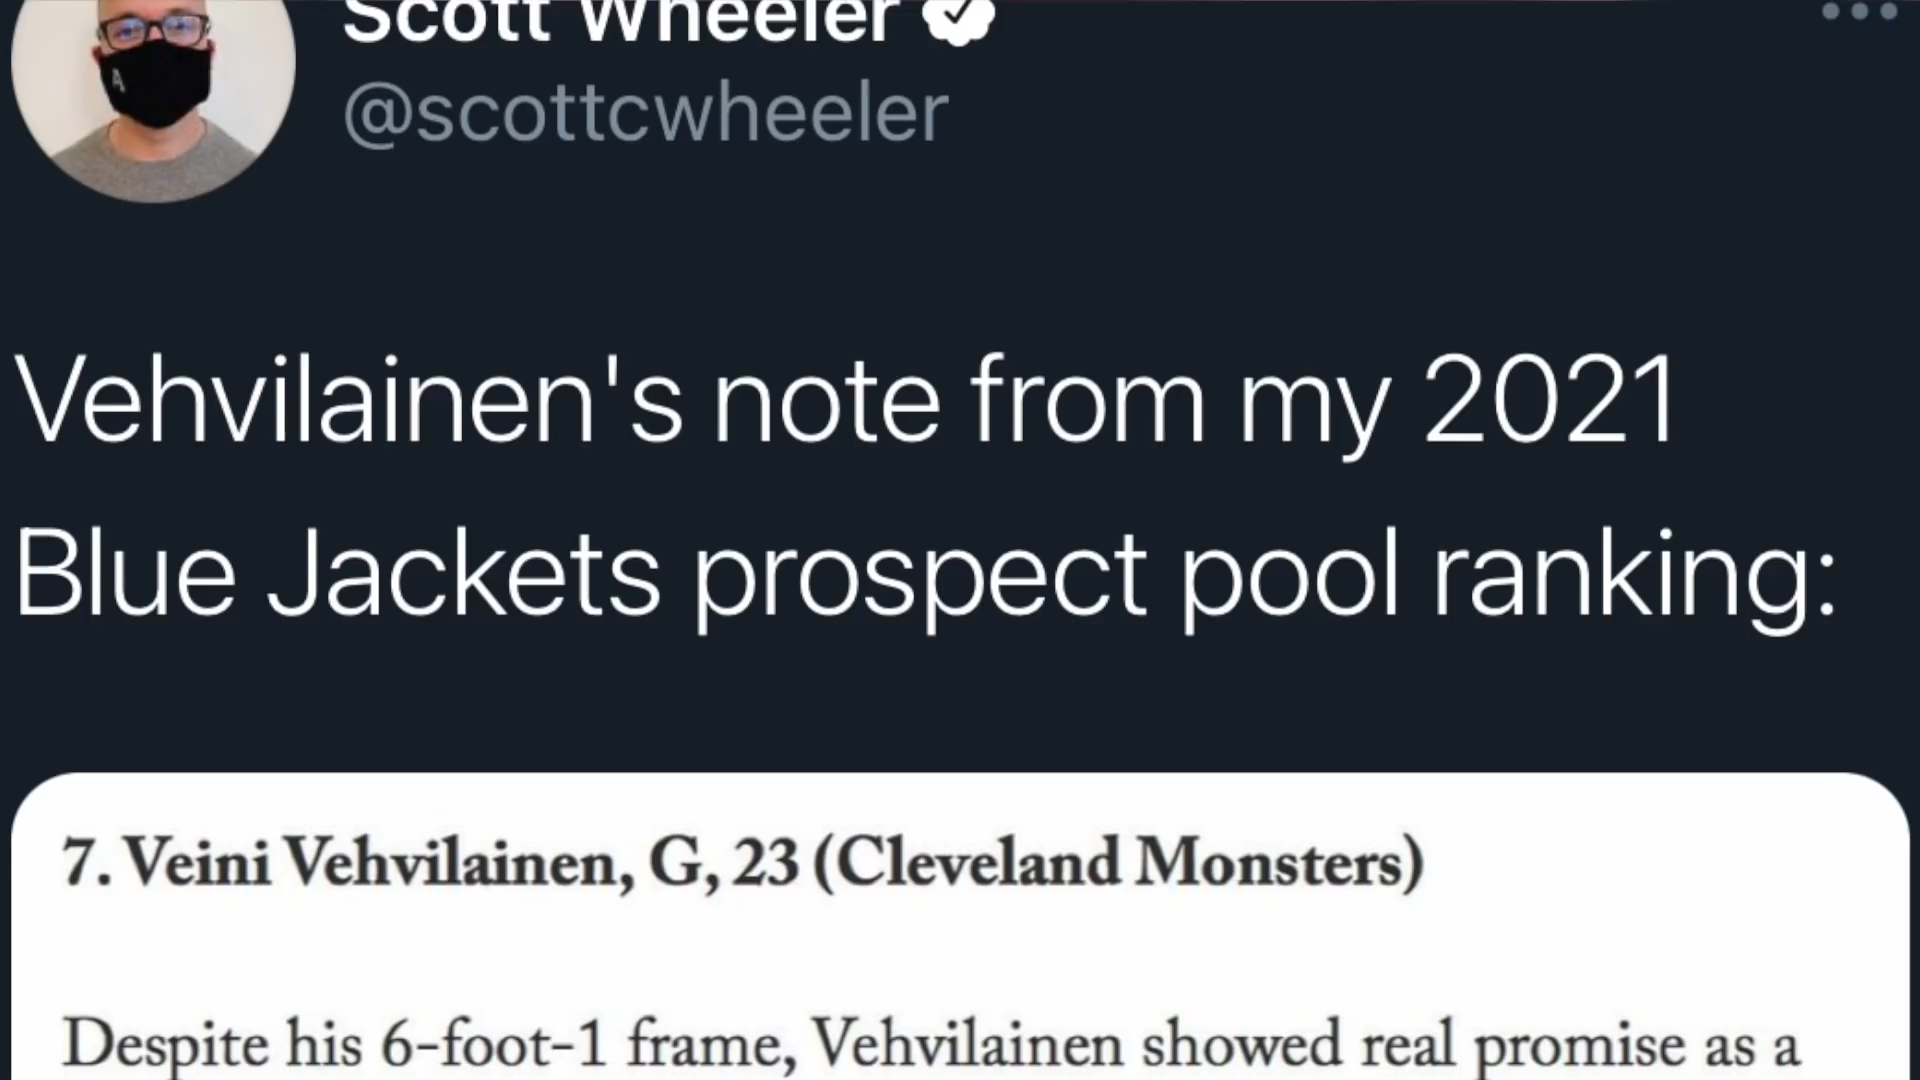 Scott Wheeler
@scottcwheeler
Vehvilainen's note from my 2021
Blue Jackets prospect pool ranking:
7. Veini Vehvilainen, G, 23 (Cleveland Monsters)
Despite his 6-foot-1 frame, Vehvilainen showed real promise as a